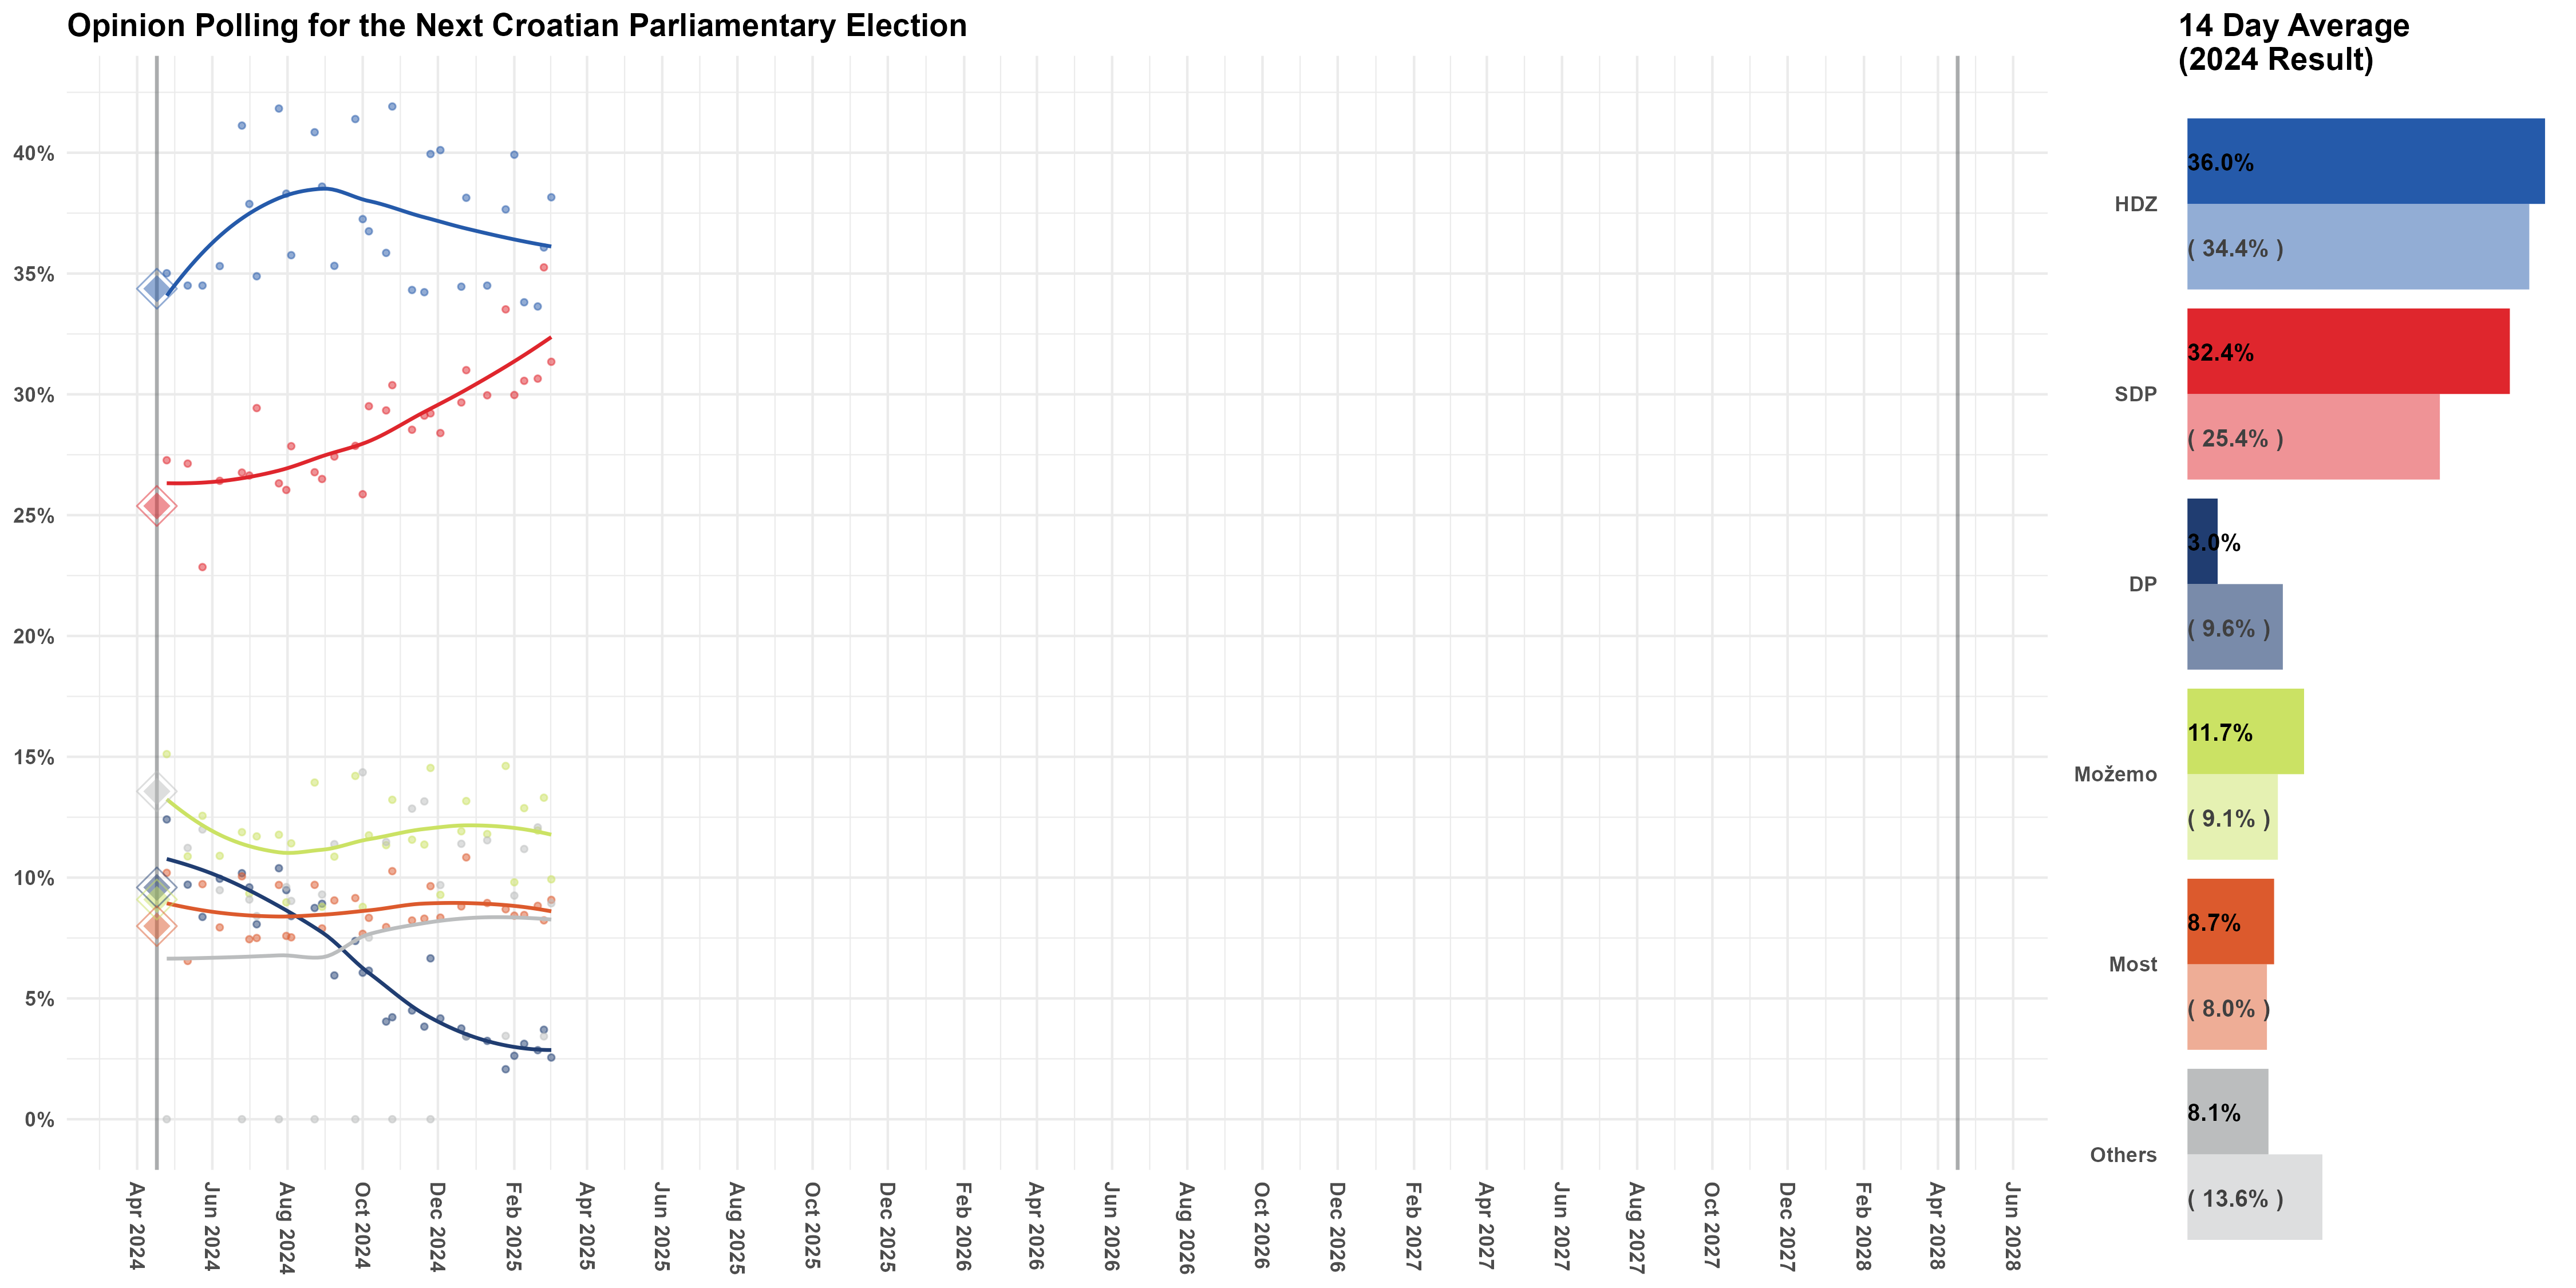 Opinion Polling for the Next Croatian Parliamentary Election
14 Day Average
(2024 Result)
40%
35%
30%
25%
20%
15%
10%
5%
0%
Apr 2024
Jun 2024
Aug 2024
Oct 2024
Dec 2024
Feb 2025
Apr 2025
Jun 2025
Aug 2025
Oct 2025
Dec 2025
Feb 2026
Apr 2026
Jun 2026
Aug 2026
Oct 2026
Dec 2026
Feb 2027
Apr 2027
Jun 2027
Aug 2027
Oct 2027
Dec 2027
Feb 2028
Apr 2028
Jun 2028
HDZ
36.0%
( 34.4% )
SDP
32.4%
( 25.4% )
DP
3.0%
( 9.6% )
Možemo
11.7%
( 9.1% )
Most
8.7%
( 8.0% )
Others
8.1%
( 13.6% )